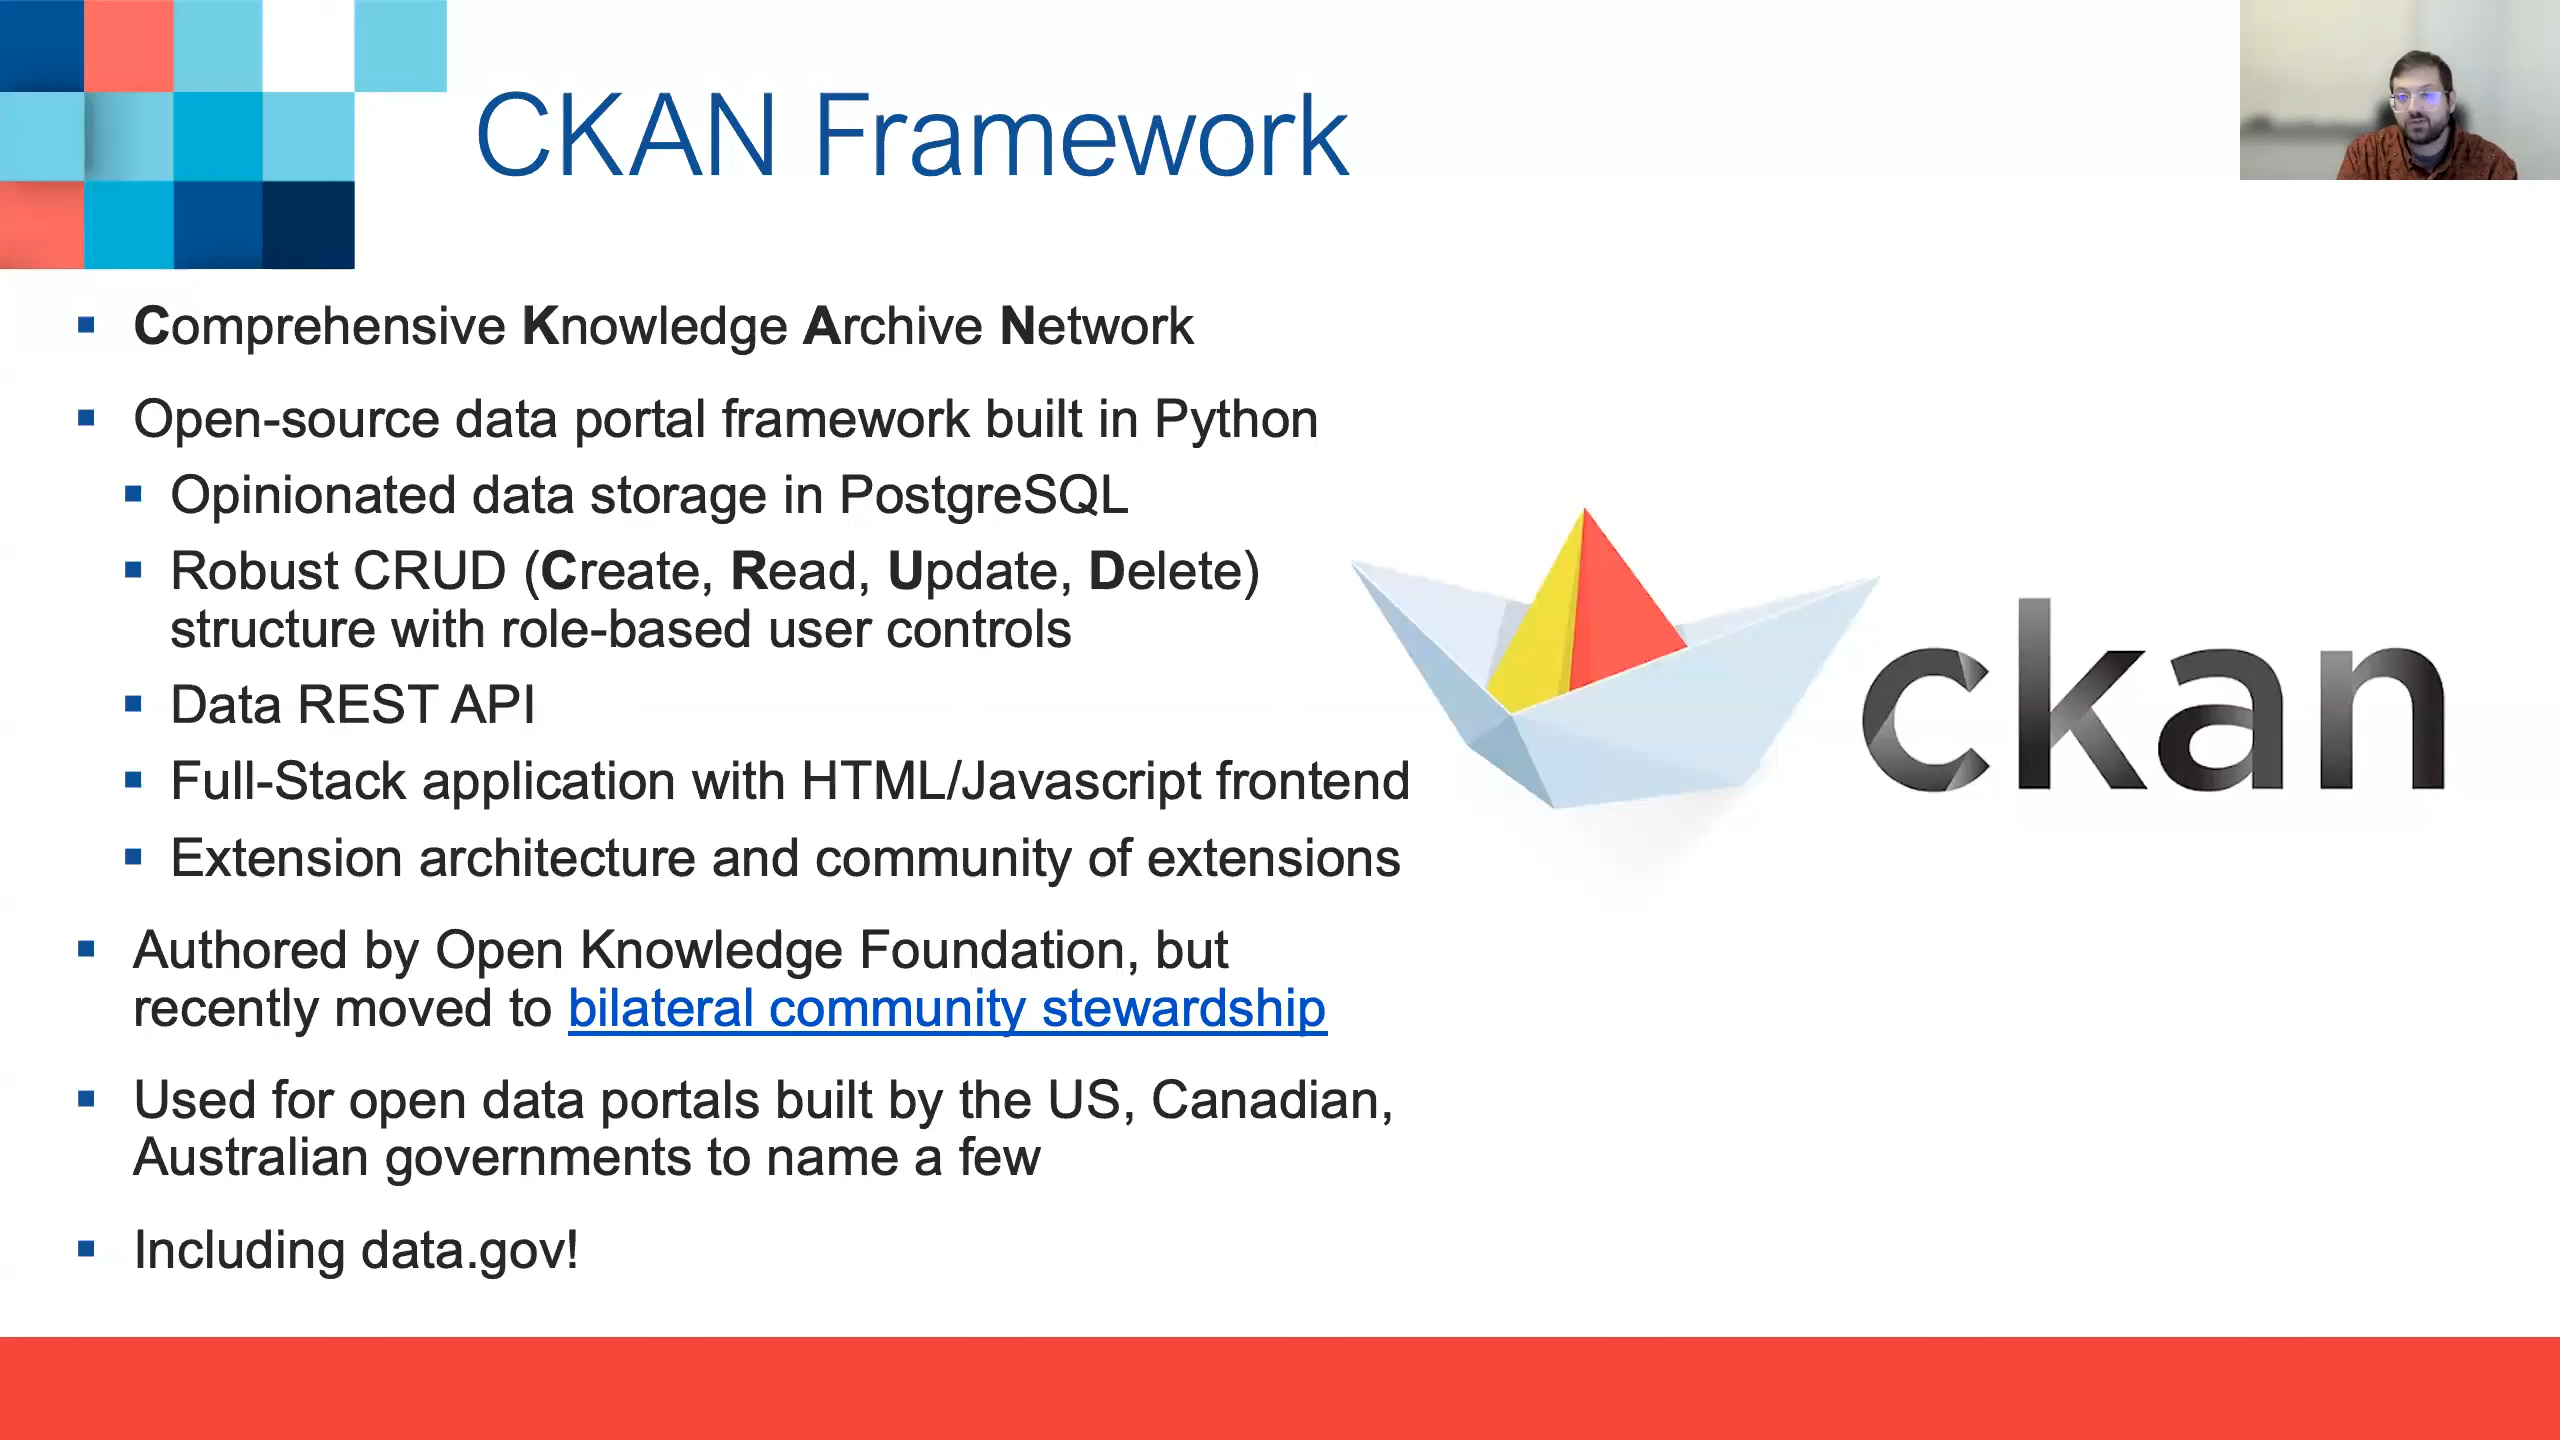 CKAN Framework
Comprehensive Knowledge Archive Network
Open-source data portal framework built in Python
Opinionated data storage in PostgreSQL
Robust CRUD (Create, Read, Update, Delete)
structure with role-based user controls
Data REST API
Full-Stack application with HTML/Javascript frontend
Extension architecture and community of extensions
Authored by Open Knowledge Foundation, but
recently moved to bilateral community stewardship
Used for open data portals built by the US, Canadian,
Australian governments to name a few
Including data.gov!
ckan